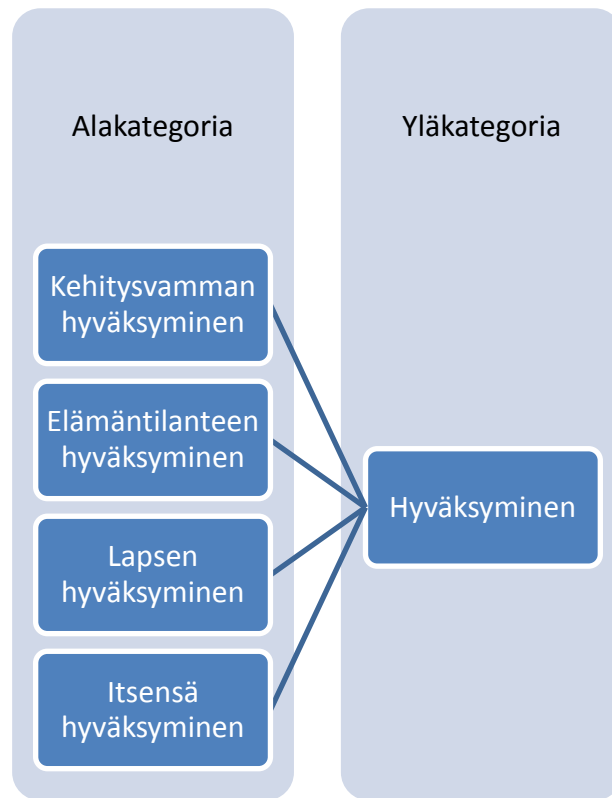 Alakategoria
Yläkategoria
Kehitysvamman
hyväksyminen
Elämäntilanteen
hyväksyminen
Lapsen
hyväksyminen
Itsensä
hyväksyminen
Hyväksyminen